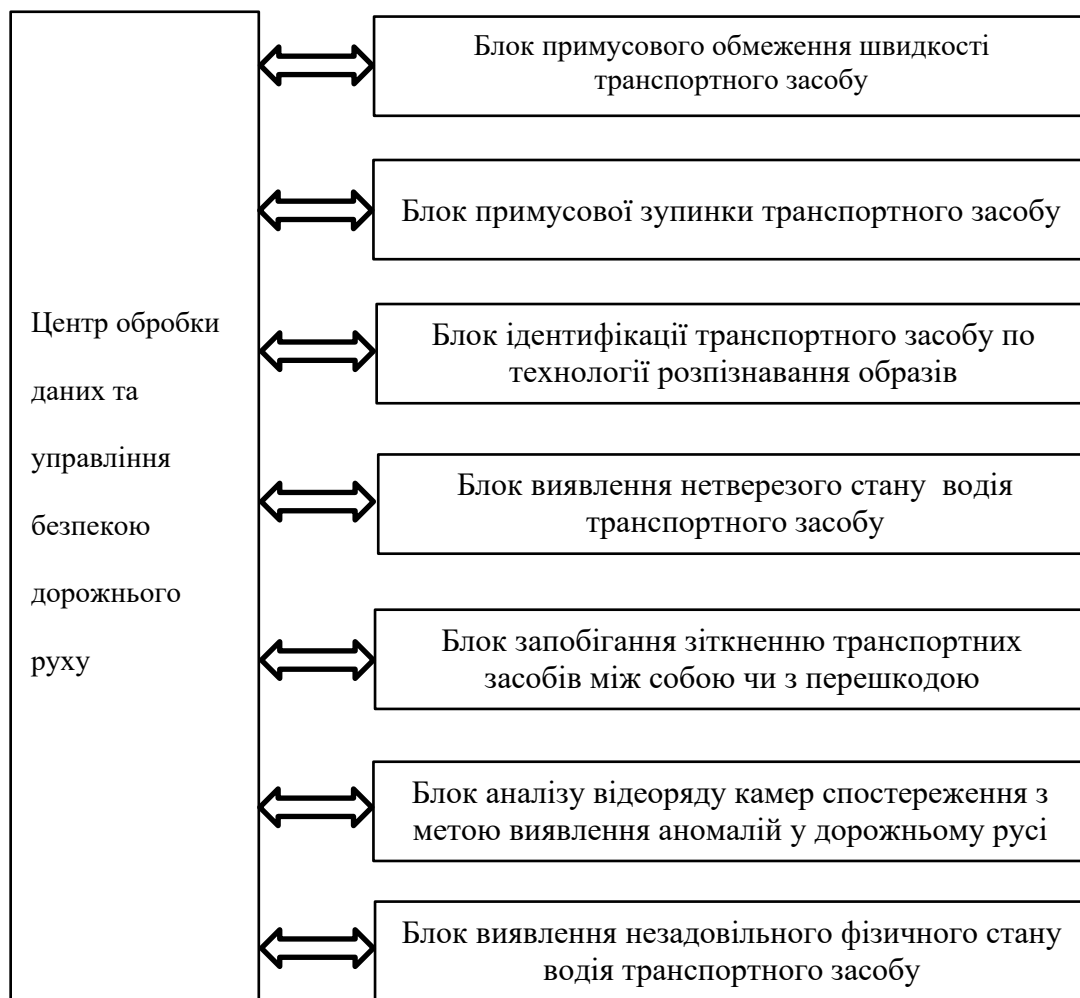 Центр обробки
даних та
управління
безпекою
дорожнього
руху
Блок примусового обмеження швидкості
транспортного засобу
Блок примусової зупинки транспортного засобу
Блок ідентифікації транспортного засобу по
технології розпізнавання образів
Блок виявлення нетверезого стану водія
транспортного засобу
Блок запобігання зіткненню транспортних
засобів між собою чи з перешкодою
Блок аналізу відеоряду камер спостереження з
метою виявлення аномалій у дорожньому русі
Блок виявлення незадовільного фізичного стану
водія транспортного засобу